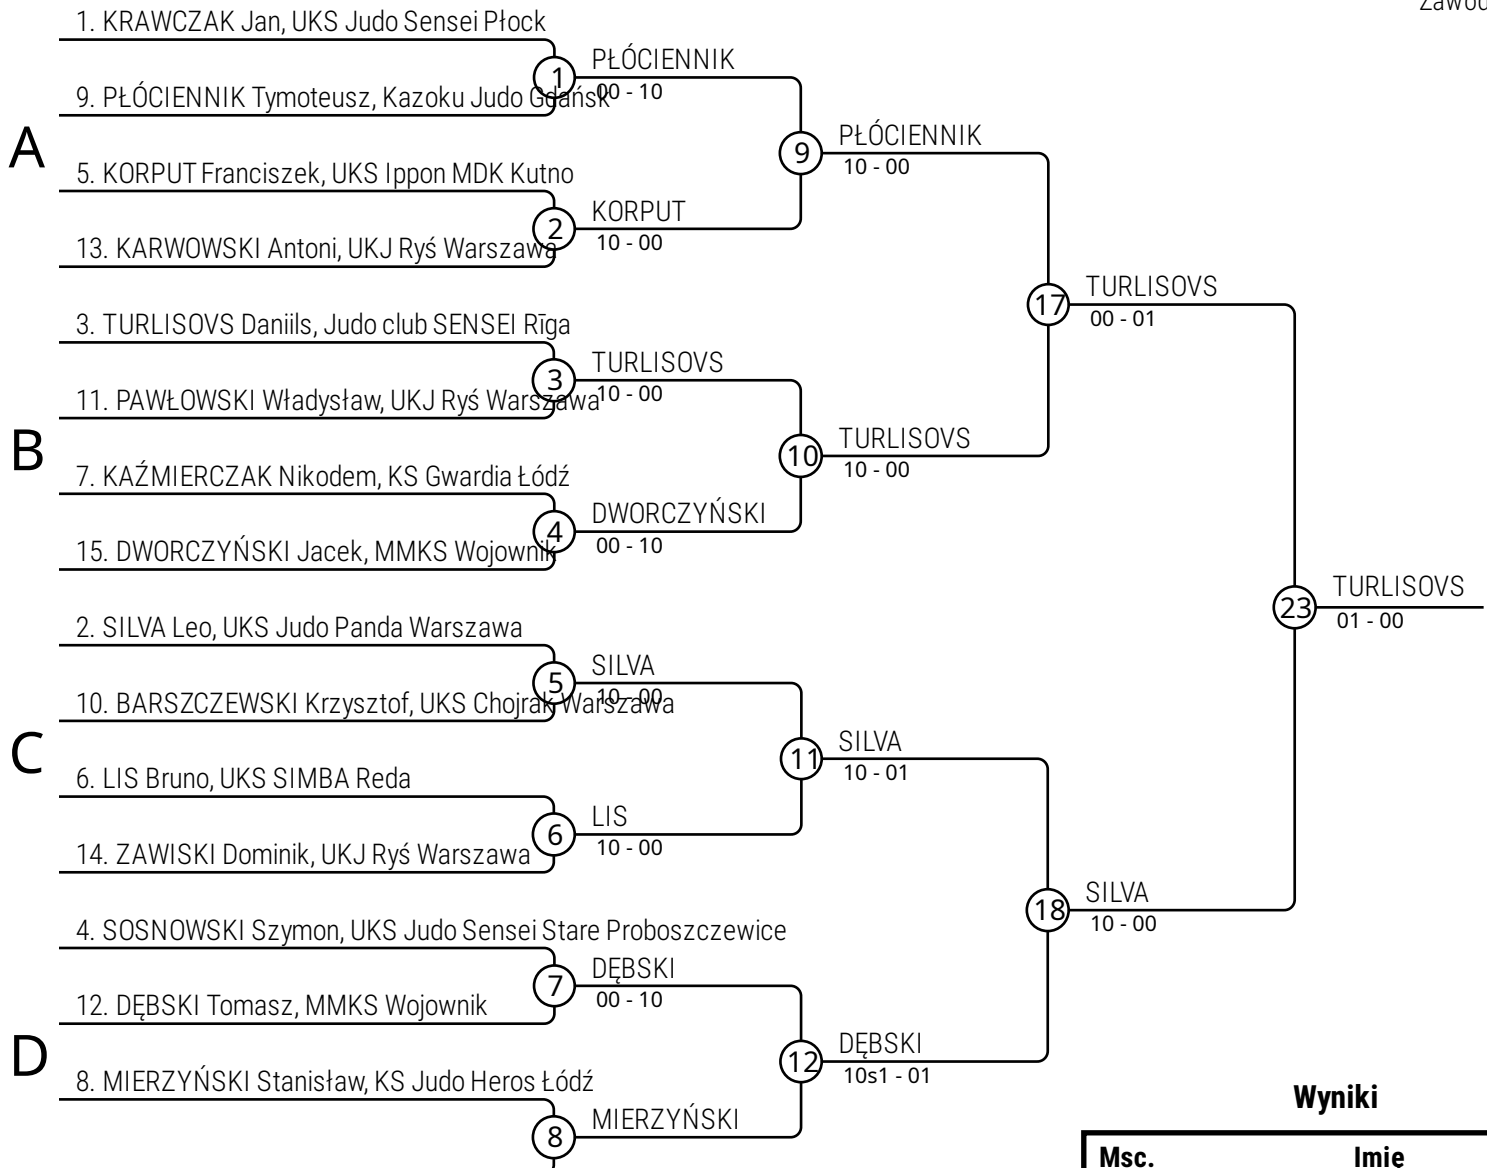 Zawod
1. KRAWCZAK Jan, UKS Judo Sensei Płock
1
PŁÓCIENNIK
00 - 10
9. PŁÓCIENNIK Tymoteusz, Kazoku Judo Gdańsk
A
9
PŁÓCIENNIK
10 - 00
5. KORPUT Franciszek, UKS Ippon MDK Kutno
2
KORPUT
10 - 00
13. KARWOWSKI Antoni, UKJ Ryś Warszawa
17
TURLISOVS
00 - 01
3. TURLISOVS Daniils, Judo club SENSEI Rīga
3
TURLISOVS
10 - 00
11. PAWŁOWSKI Władysław, UKJ Ryś Warszawa
B
10
TURLISOVS
10 - 00
7. KAŹMIERCZAK Nikodem, KS Gwardia Łódź
4
DWORCZYŃSKI
00 - 10
15. DWORCZYŃSKI Jacek, MMKS Wojownik
23
TURLISOVS
01 - 00
2. SILVA Leo, UKS Judo Panda Warszawa
5
SILVA
10 - 00
10. BARSZCZEWSKI Krzysztof, UKS Chojrak Warszawa
C
11
SILVA
10 - 01
6. LIS Bruno, UKS SIMBA Reda
6
LIS
10 - 00
14. ZAWISKI Dominik, UKJ Ryś Warszawa
18
SILVA
10 - 00
4. SOSNOWSKI Szymon, UKS Judo Sensei Stare Proboszczewice
7
DĘBSKI
00 - 10
12. DĘBSKI Tomasz, MMKS Wojownik
D
12
DĘBSKI
10s1 - 01
8. MIERZYŃSKI Stanisław, KS Judo Heros Łódź
8
MIERZYŃSKI
Wyniki
Msc. Imię